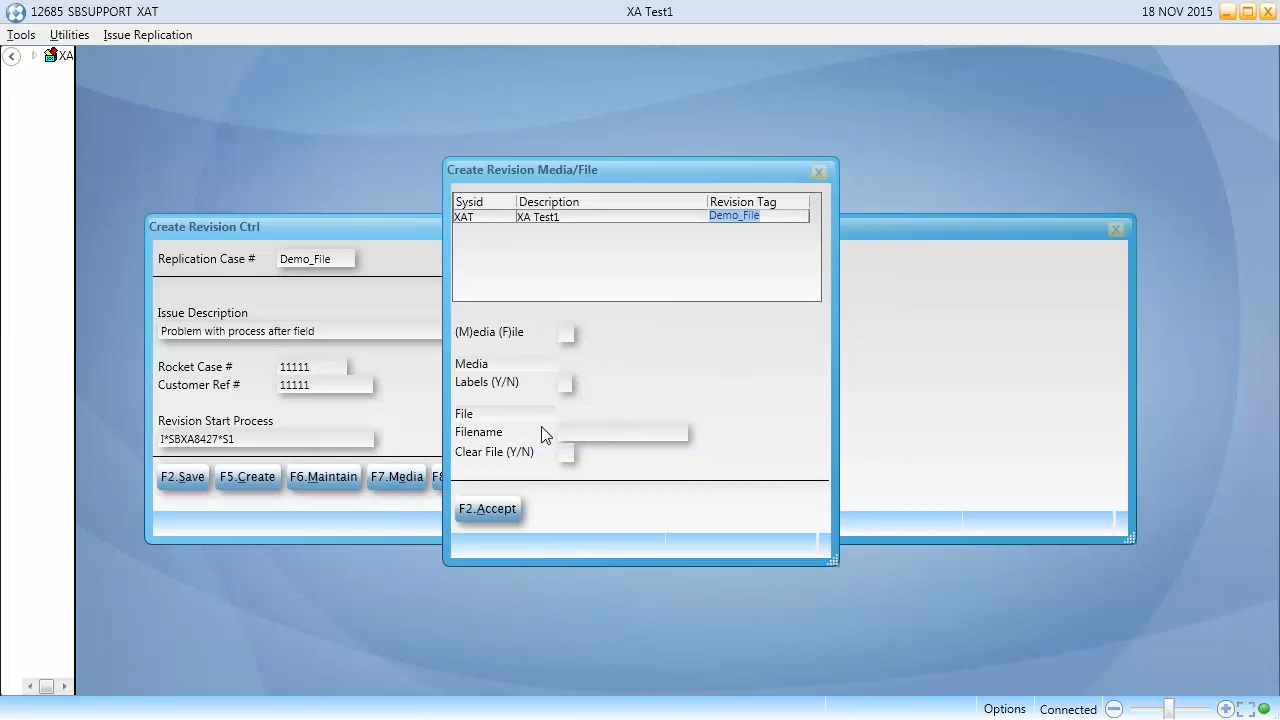 12685 SBSUPPORT XAT
XA Test1
18 NOV 2015
Tools Utilities Issue Replication
XA
Create Revision Media/File
Sysid Description Revision Tag
XAT XA Test1 Demo_File
(M)edia (F)ile
Media
Labels (Y/N)
File
Filename
Clear File (Y/N)
F2.Accept
Create Revision Ctrl
Replication Case # Demo_File
Issue Description
Problem with process after field
Rocket Case # 11111
Customer Ref # 11111
Revision Start Process
I*SBXA8427*S1
F2.Save F5.Create F6.Maintain F7.Media
Options Connected